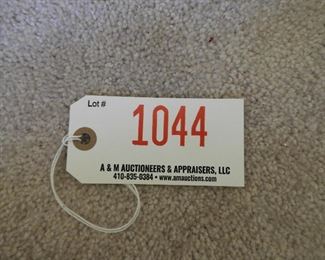 Lot #
1044
A & M AUCTIONEERS & APPRAISERS, LLC
410-835-0384 • www.amauctions.com